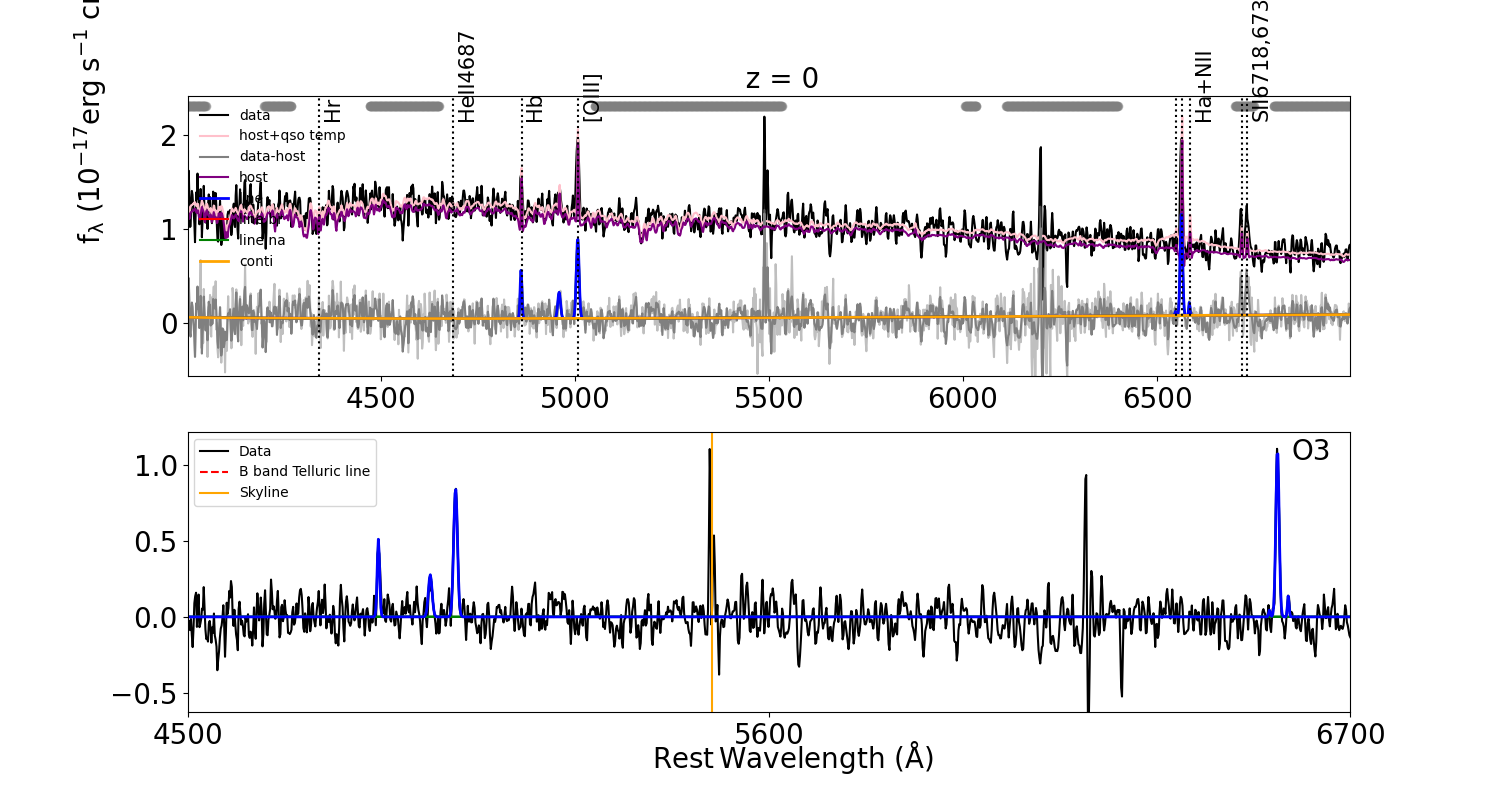 z = 0
f_λ (10^−17 erg s^−1
Hr
HeII4687
Hb
[OIII]
Ha+NII
SII6718,673
data
host+qso temp
data-host
host
line na
conti
2
1
0
4500 5000 5500 6000 6500
O3
Data
B band Telluric line
Skyline
1.0
0.5
0.0
−0.5
4500 5600 6700
Rest Wavelength (Å)